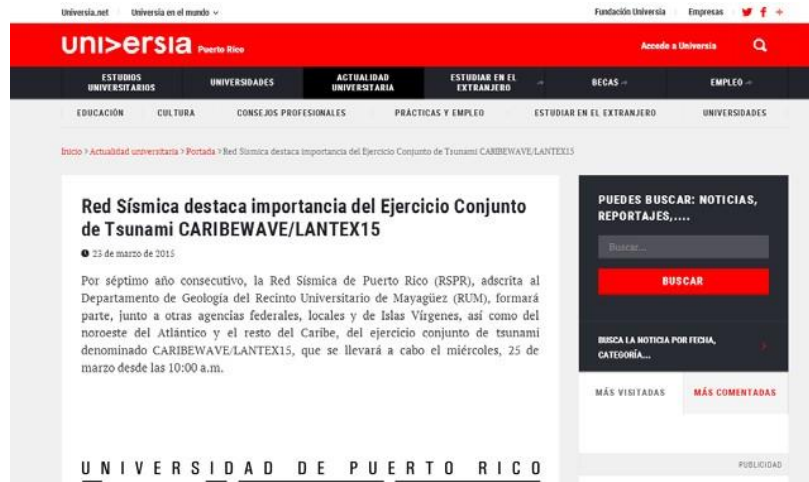 Universia.net Universia en el mundo
Fundación Universia Empresas
uni>ersia Puerto Rico
Accede a Universia
ESTUDIOS UNIVERSITARIOS
UNIVERSIDADES
ACTUALIDAD UNIVERSITARIA
ESTUDIAR EN EL EXTRANJERO
BECAS
EMPLEO
EDUCACIÓN CULTURA CONSEJOS PROFESIONALES PRÁCTICAS Y EMPLEO ESTUDIAR EN EL EXTRANJERO UNIVERSIDADES
Inicio > Actualidad universitaria > Portada > Red Sísmica destaca importancia del Ejercicio Conjunto de Tsunami CARIBEWAVE/LANTEX15
Red Sísmica destaca importancia del Ejercicio Conjunto
de Tsunami CARIBEWAVE/LANTEX15
23 de marzo de 2015
Por séptimo año consecutivo, la Red Sísmica de Puerto Rico (RSPR), adscrita al
Departamento de Geología del Recinto Universitario de Mayagüez (RUM), formará
parte, junto a otras agencias federales, locales y de Islas Vírgenes, así como del
noroeste del Atlántico y el resto del Caribe, del ejercicio conjunto de tsunami
denominado CARIBEWAVE/LANTEX15, que se llevará a cabo el miércoles, 25 de
marzo desde las 10:00 a.m.
UNIVERSIDAD DE PUERTO RICO
PUEDES BUSCAR: NOTICIAS,
REPORTAJES,....
Buscar...
BUSCAR
BUSCA LA NOTICIA POR FECHA,
CATEGORÍA...
MÁS VISITADAS MÁS COMENTADAS
PUBLICIDAD